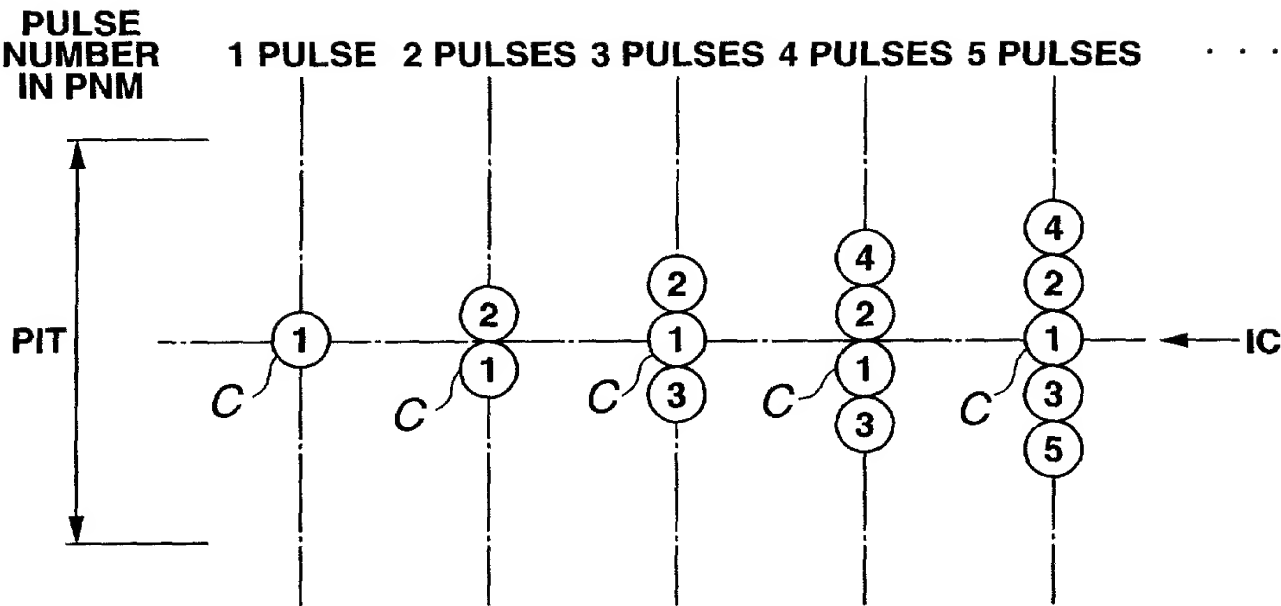 PULSE
NUMBER
IN PNM
1 PULSE 2 PULSES 3 PULSES 4 PULSES 5 PULSES . . .
4
4 2
2 2
2
PIT 1 1 1 IC
1 1
C C C 3 C C 3
3
5